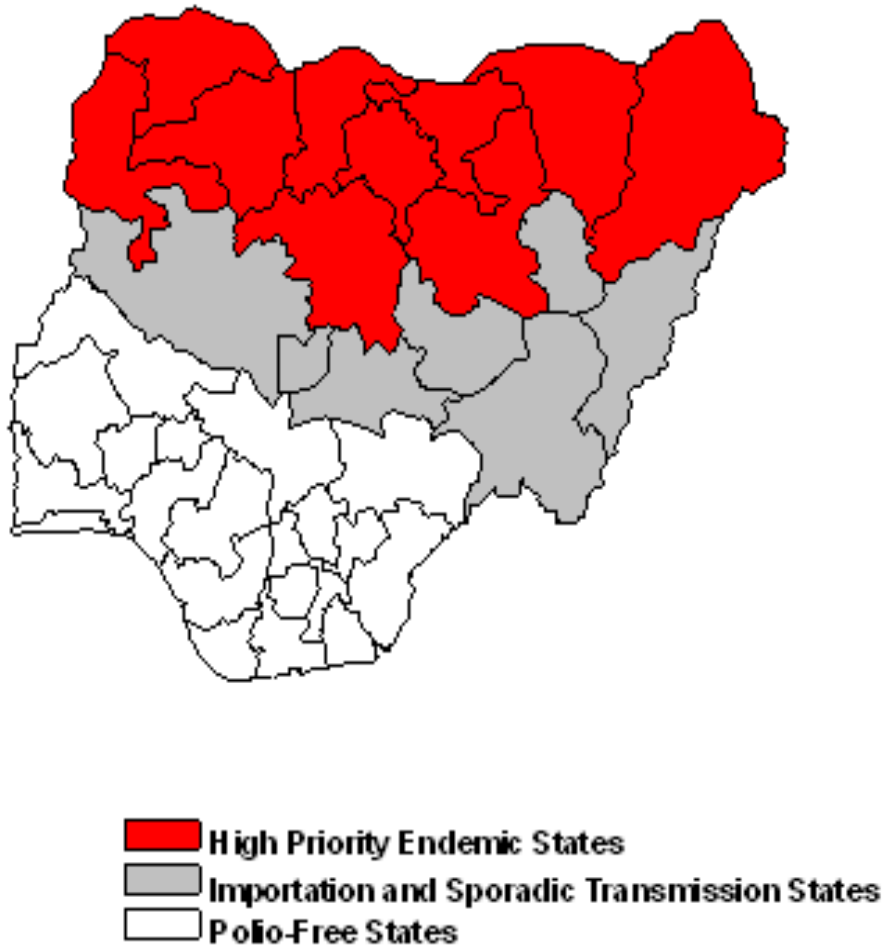 High Priority Endemic States
Importation and Sporadic Transmission States
Polio-Free States